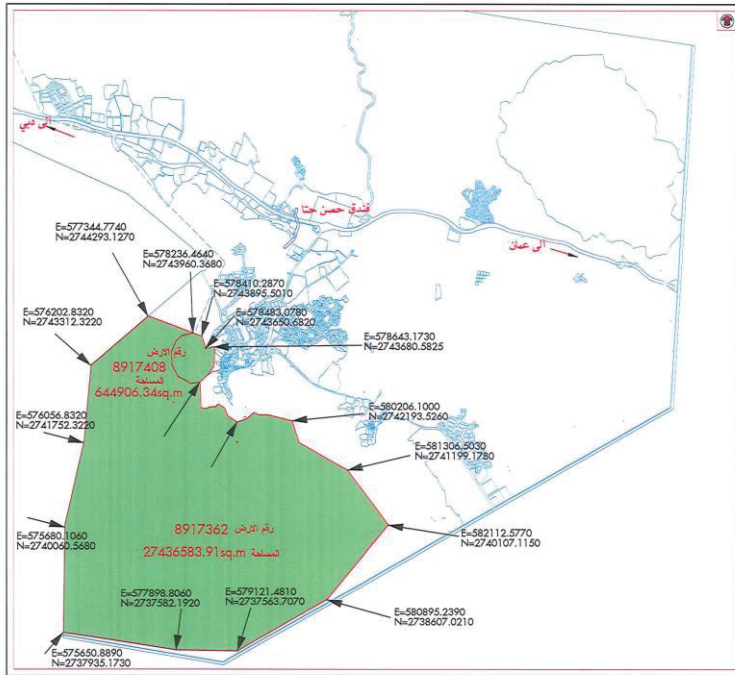 الى دبي
فندق حصن حتا
الى عمان
E=577344.7740
N=2744293.1270
E=578236.4640
N=2743960.3680
E=578410.2870
N=2743895.5010
E=578483.0780
N=2743650.6820
E=576202.8320
N=2743312.3220
E=578643.1730
N=2743680.5825
رقم الارض
8917408
المساحة
644906.34sq.m
E=576056.8320
N=2741752.3220
E=580206.1000
N=2742193.5260
E=581306.5030
N=2741199.1780
رقم الارض 8917362
المساحة 27436583.91sq.m
E=575680.1060
N=2740060.5680
E=582112.5770
N=2740107.1150
E=577898.8060
N=2737582.1920
E=579121.4810
N=2737563.7070
E=580895.2390
N=2738607.0210
E=575650.8890
N=2737935.1730